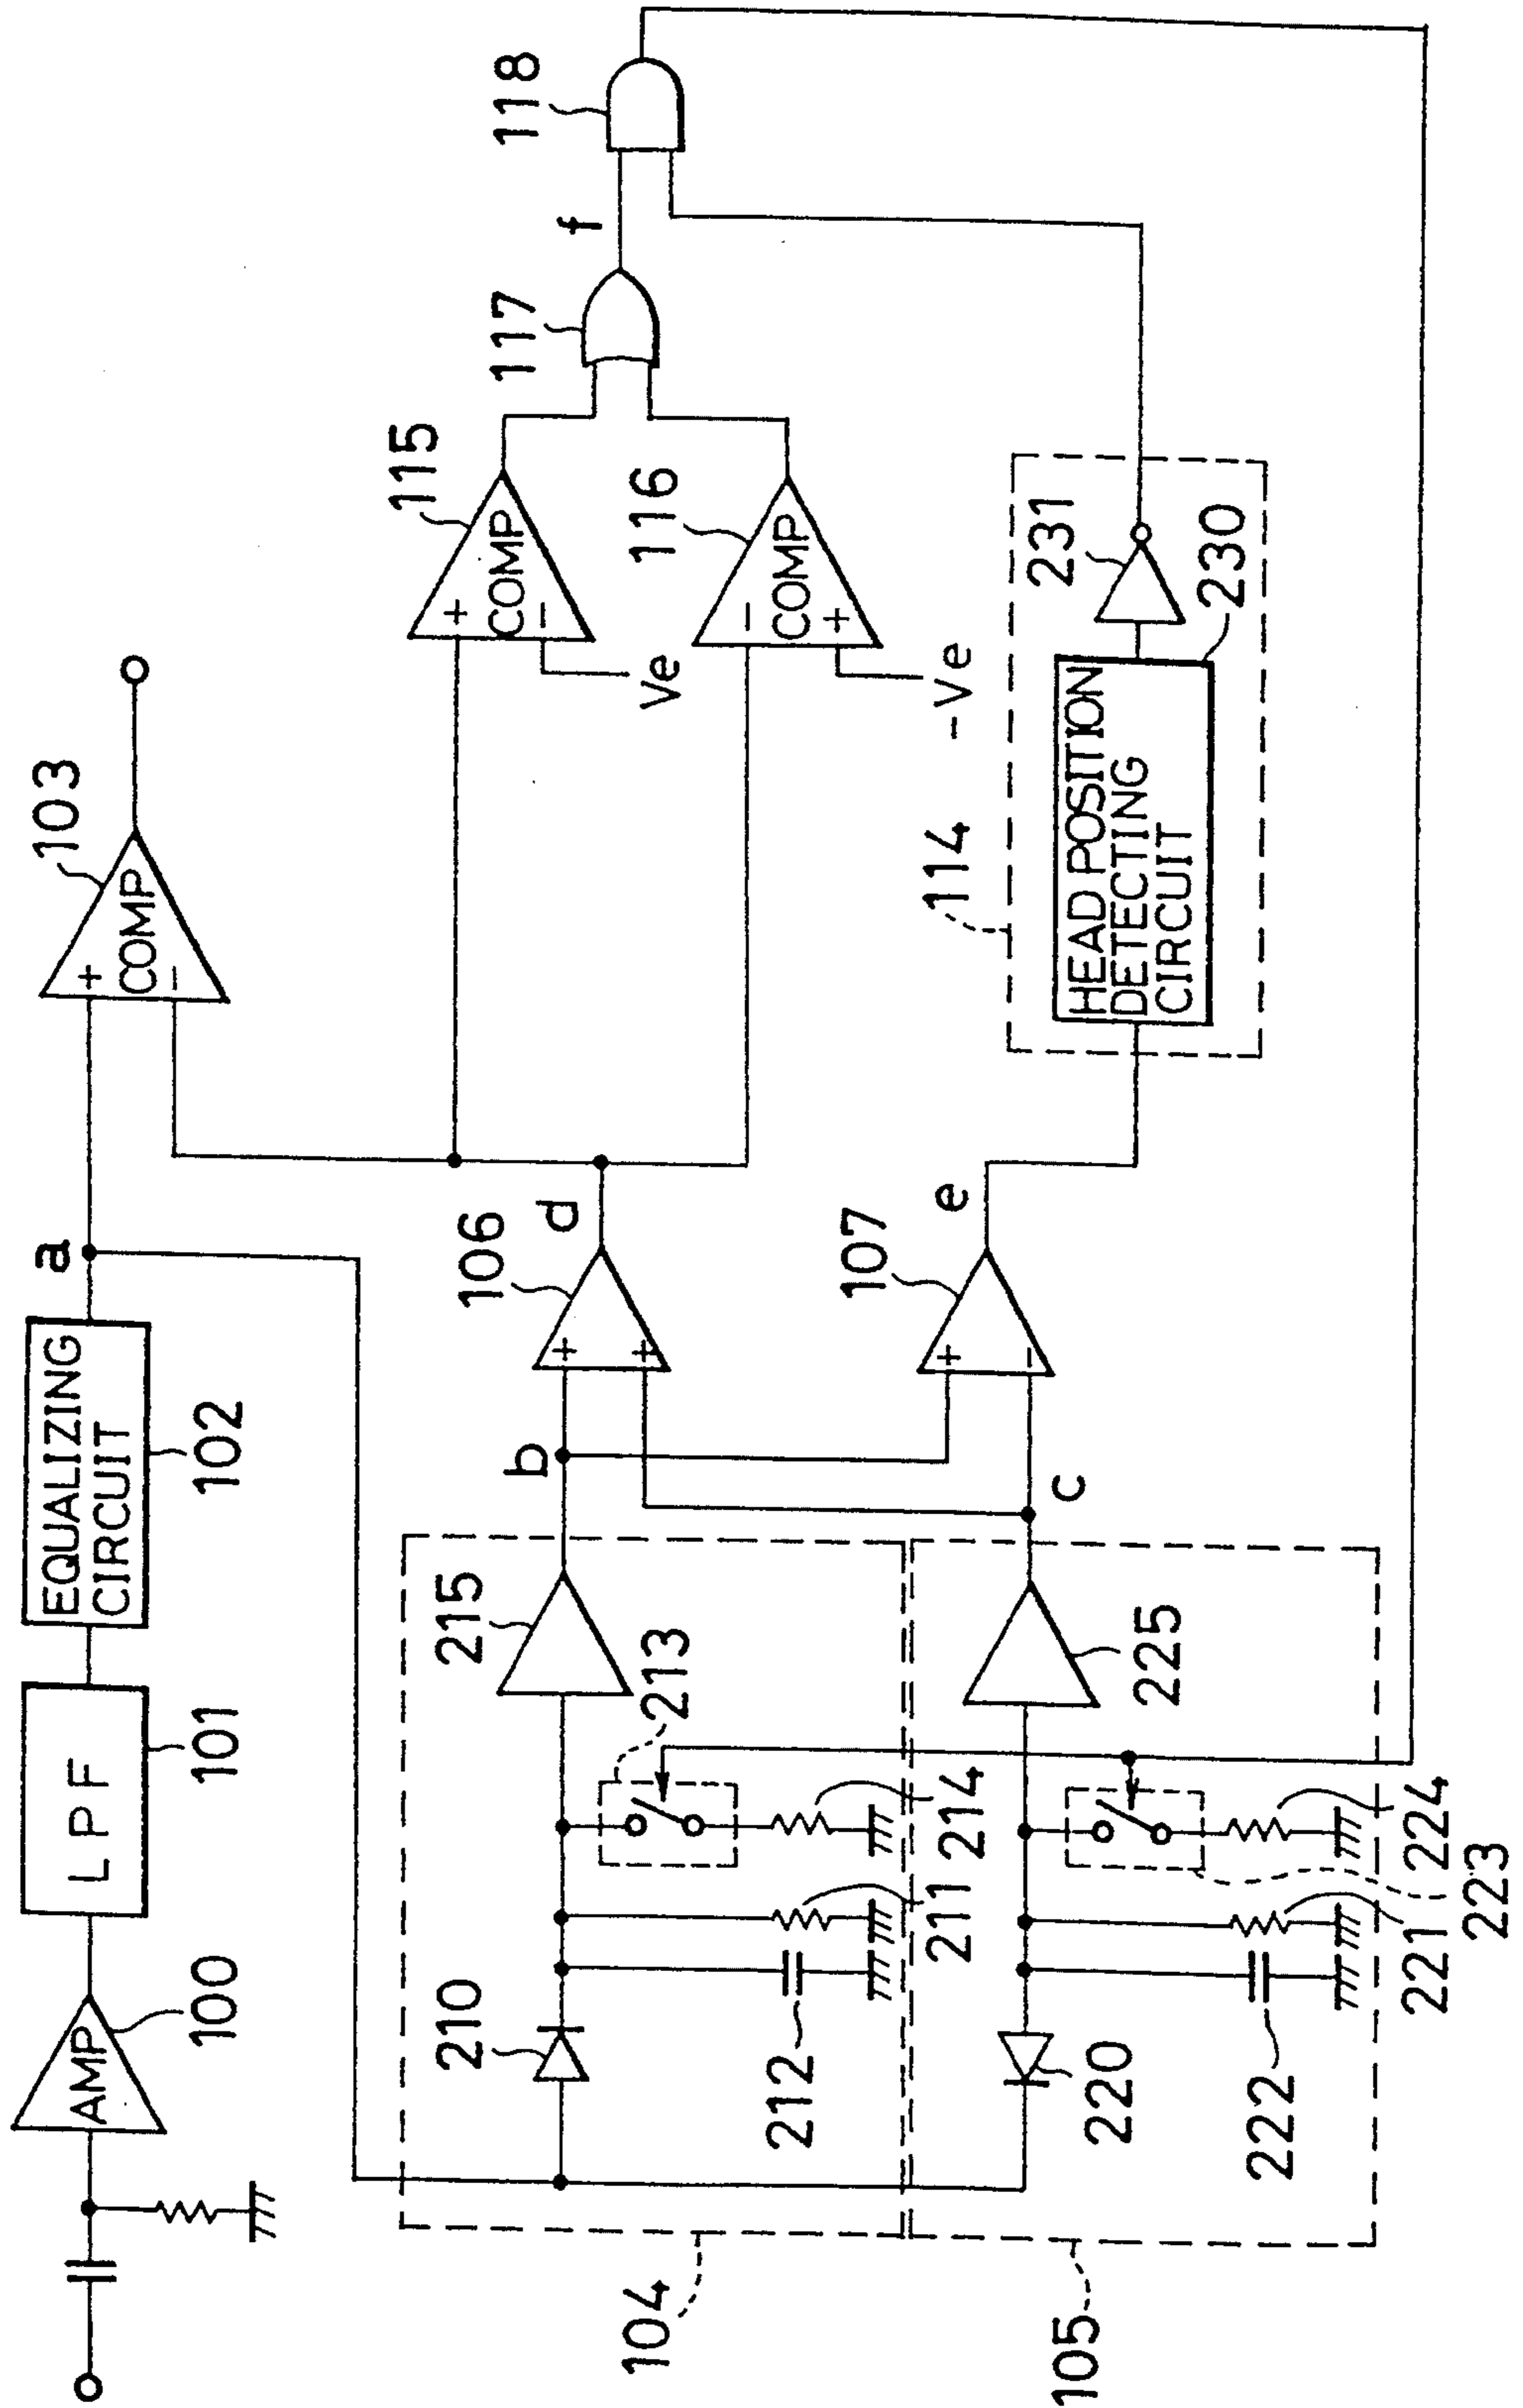 AMP
100
L P F
101
EQUALIZING
CIRCUIT
102
a
+
−
COMP
103
104
210
212
211
214
213
215
b
+
+
106
d
+
−
COMP
115
Ve
−
+
COMP
116
-Ve
117
f
118
105
220
222
221
223
224
225
c
+
−
107
e
114
HEAD POSITION
DETECTING
CIRCUIT
230
231